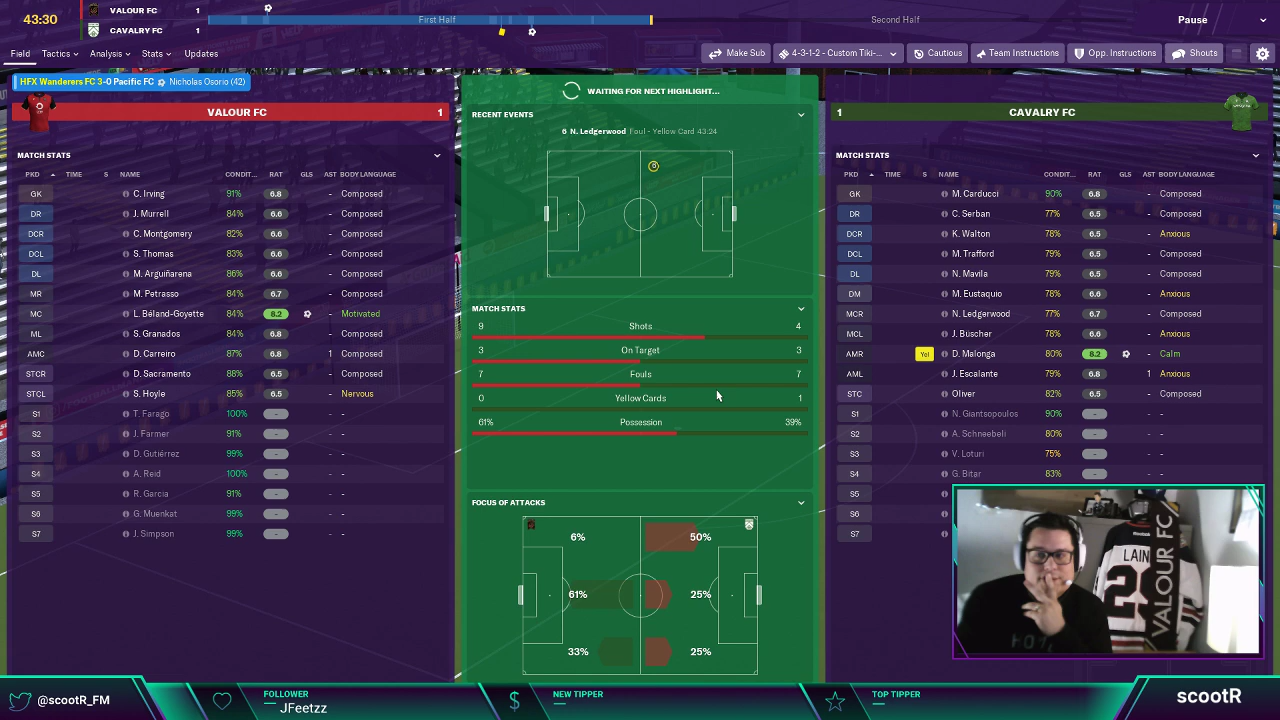 43:30
VALOUR FC 1
CAVALRY FC 1
First Half
Second Half
Pause
Field Tactics Analysis Stats Updates
Make Sub 4-3-1-2 - Custom Tiki-... Cautious Team Instructions Opp. Instructions Shouts
HFX Wanderers FC 3-0 Pacific FC Nicholas Osorio (42)
VALOUR FC 1
MATCH STATS
PKD TIME S NAME CONDIT... RAT GLS AST BODY LANGUAGE
GK C. Irving 91% 6.8 - Composed
DR J. Murrell 84% 6.6 - Composed
DCR C. Montgomery 82% 6.6 - Composed
DCL S. Thomas 83% 6.6 - Composed
DL M. Arguiñarena 86% 6.6 - Composed
MR M. Petrasso 84% 6.7 - Composed
MC L. Béland-Goyette 84% 8.2 - Motivated
ML S. Granados 84% 6.8 - Composed
AMC D. Carreiro 87% 6.8 1 Composed
STCR D. Sacramento 88% 6.5 - Composed
STCL S. Hoyle 85% 6.5 - Nervous
S1 T. Farago 100% - - -
S2 J. Farmer 91% - - -
S3 D. Gutiérrez 99% - - -
S4 A. Reid 100% - - -
S5 R. Garcia 91% - - -
S6 G. Muenkat 99% - - -
S7 J. Simpson 99% - - -
WAITING FOR NEXT HIGHLIGHT...
RECENT EVENTS
6 N. Ledgerwood Foul - Yellow Card 43:24
MATCH STATS
9 Shots 4
3 On Target 3
7 Fouls 7
0 Yellow Cards 1
61% Possession 39%
FOCUS OF ATTACKS
6% 50%
61% 25%
33% 25%
1 CAVALRY FC
MATCH STATS
PKD TIME S NAME CONDIT... RAT GLS AST BODY LANGUAGE
GK M. Carducci 90% 6.8 - Composed
DR C. Serban 77% 6.5 - Composed
DCR K. Walton 78% 6.5 - Anxious
DCL M. Trafford 79% 6.5 - Composed
DL N. Mavila 79% 6.5 - Composed
DM M. Eustaquio 78% 6.6 - Anxious
MCR N. Ledgerwood 77% 6.7 - Composed
MCL J. Büscher 78% 6.6 - Anxious
AMR Yel D. Malonga 80% 8.2 - Calm
AML J. Escalante 79% 6.8 1 Anxious
STC Oliver 82% 6.5 - Composed
S1 N. Giantsopoulos 90% - - -
S2 A. Schneebeli 80% - - -
S3 V. Loturi 75% - - -
S4 G. Bitar 83% - - -
S5
S6
S7
LAIN
2
VALOUR FC
@scootR_FM
FOLLOWER
JFeetzz
NEW TIPPER
TOP TIPPER
scootR